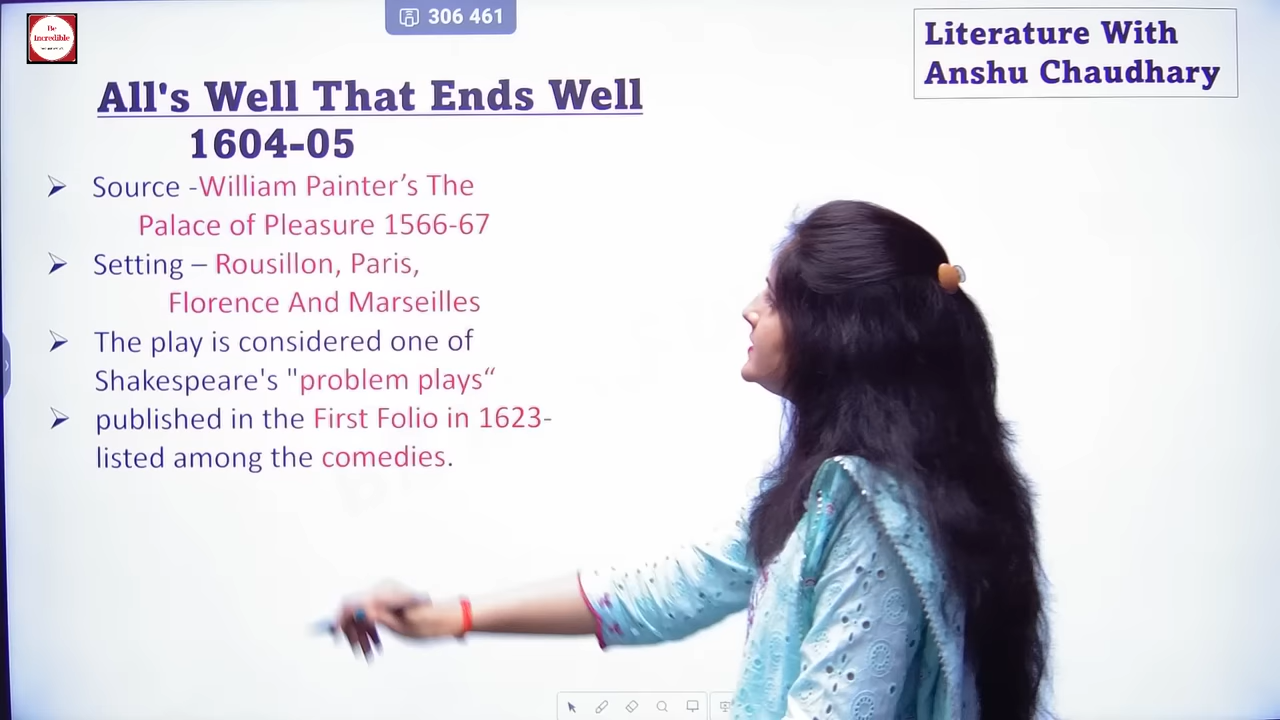 306 461
Be
Incredible
Literature With
Anshu Chaudhary
All's Well That Ends Well
1604-05
Source -William Painter’s The
Palace of Pleasure 1566-67
Setting – Rousillon, Paris,
Florence And Marseilles
The play is considered one of
Shakespeare's "problem plays“
published in the First Folio in 1623-
listed among the comedies.